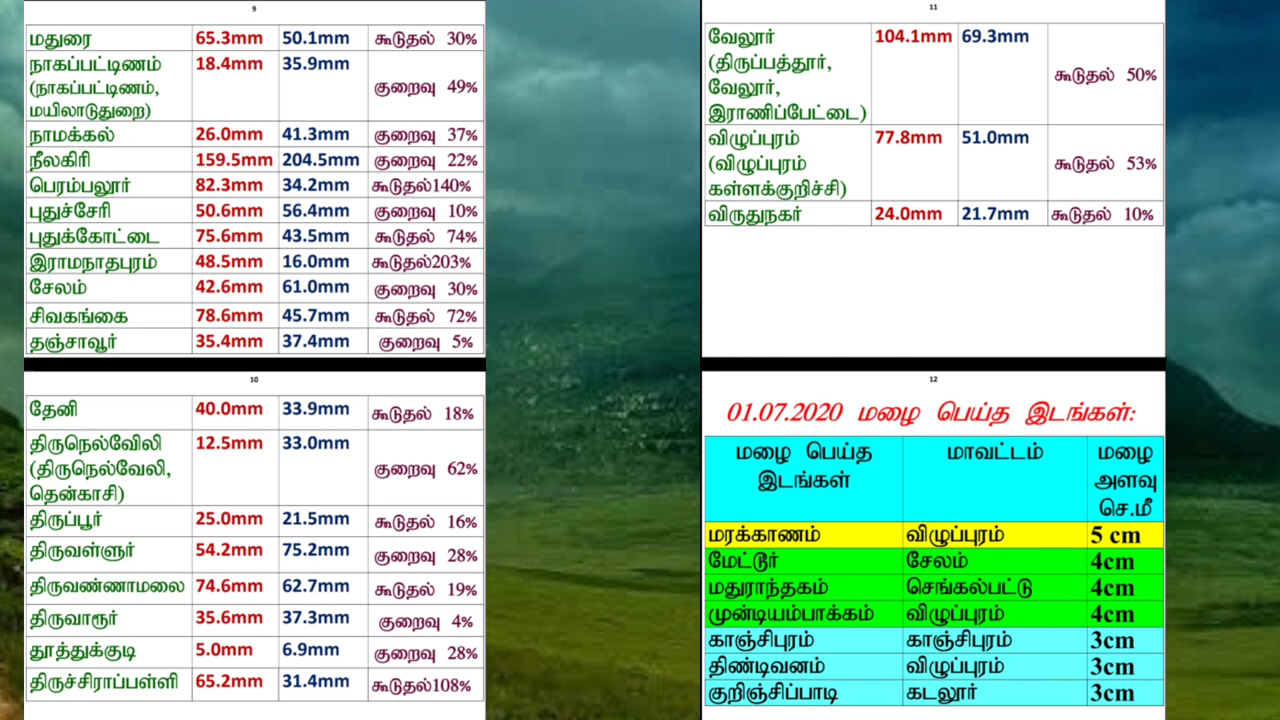 9
மதுரை 65.3mm 50.1mm கூடுதல் 30%
நாகப்பட்டிணம் 18.4mm 35.9mm
(நாகப்பட்டிணம், குறைவு 49%
மயிலாடுதுறை)
நாமக்கல் 26.0mm 41.3mm குறைவு 37%
நீலகிரி 159.5mm 204.5mm குறைவு 22%
பெரம்பலூர் 82.3mm 34.2mm கூடுதல்140%
புதுச்சேரி 50.6mm 56.4mm குறைவு 10%
புதுக்கோட்டை 75.6mm 43.5mm கூடுதல் 74%
இராமநாதபுரம் 48.5mm 16.0mm கூடுதல்203%
சேலம் 42.6mm 61.0mm குறைவு 30%
சிவகங்கை 78.6mm 45.7mm கூடுதல் 72%
தஞ்சாவூர் 35.4mm 37.4mm குறைவு 5%
10
தேனி 40.0mm 33.9mm கூடுதல் 18%
திருநெல்வேிலி 12.5mm 33.0mm
(திருநெல்வேலி, குறைவு 62%
தென்காசி)
திருப்பூர் 25.0mm 21.5mm கூடுதல் 16%
திருவள்ளுர் 54.2mm 75.2mm குறைவு 28%
திருவண்ணாமலை 74.6mm 62.7mm கூடுதல் 19%
திருவாரூர் 35.6mm 37.3mm குறைவு 4%
தூத்துக்குடி 5.0mm 6.9mm குறைவு 28%
திருச்சிராப்பள்ளி 65.2mm 31.4mm கூடுதல்108%
11
வேலூர் 104.1mm 69.3mm
(திருப்பத்தூர், கூடுதல் 50%
வேலூர்,
இராணிப்பேட்டை)
விழுப்புரம் 77.8mm 51.0mm
(விழுப்புரம் கூடுதல் 53%
கள்ளக்குறிச்சி)
விருதுநகர் 24.0mm 21.7mm கூடுதல் 10%
12
01.07.2020 மழை பெய்த இடங்கள்:
மழை பெய்த மாவட்டம் மழை
இடங்கள் அளவு
செ.மீ
மரக்காணம் விழுப்புரம் 5 cm
மேட்டூர் சேலம் 4cm
மதுராந்தகம் செங்கல்பட்டு 4cm
முன்டியம்பாக்கம் விழுப்புரம் 4cm
காஞ்சிபுரம் காஞ்சிபுரம் 3cm
திண்டிவனம் விழுப்புரம் 3cm
குறிஞ்சிப்பாடி கடலூர் 3cm